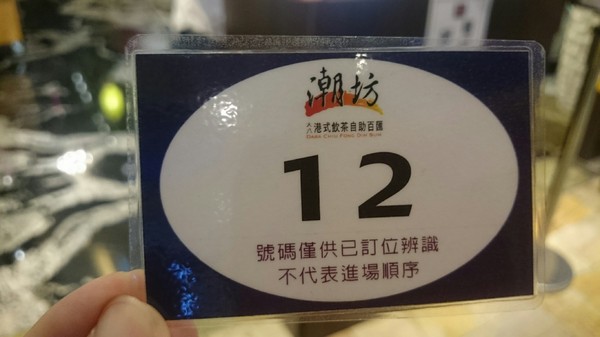 潮坊
港式飲茶自助百匯
12
號碼僅供已訂位辨識
不代表進場順序